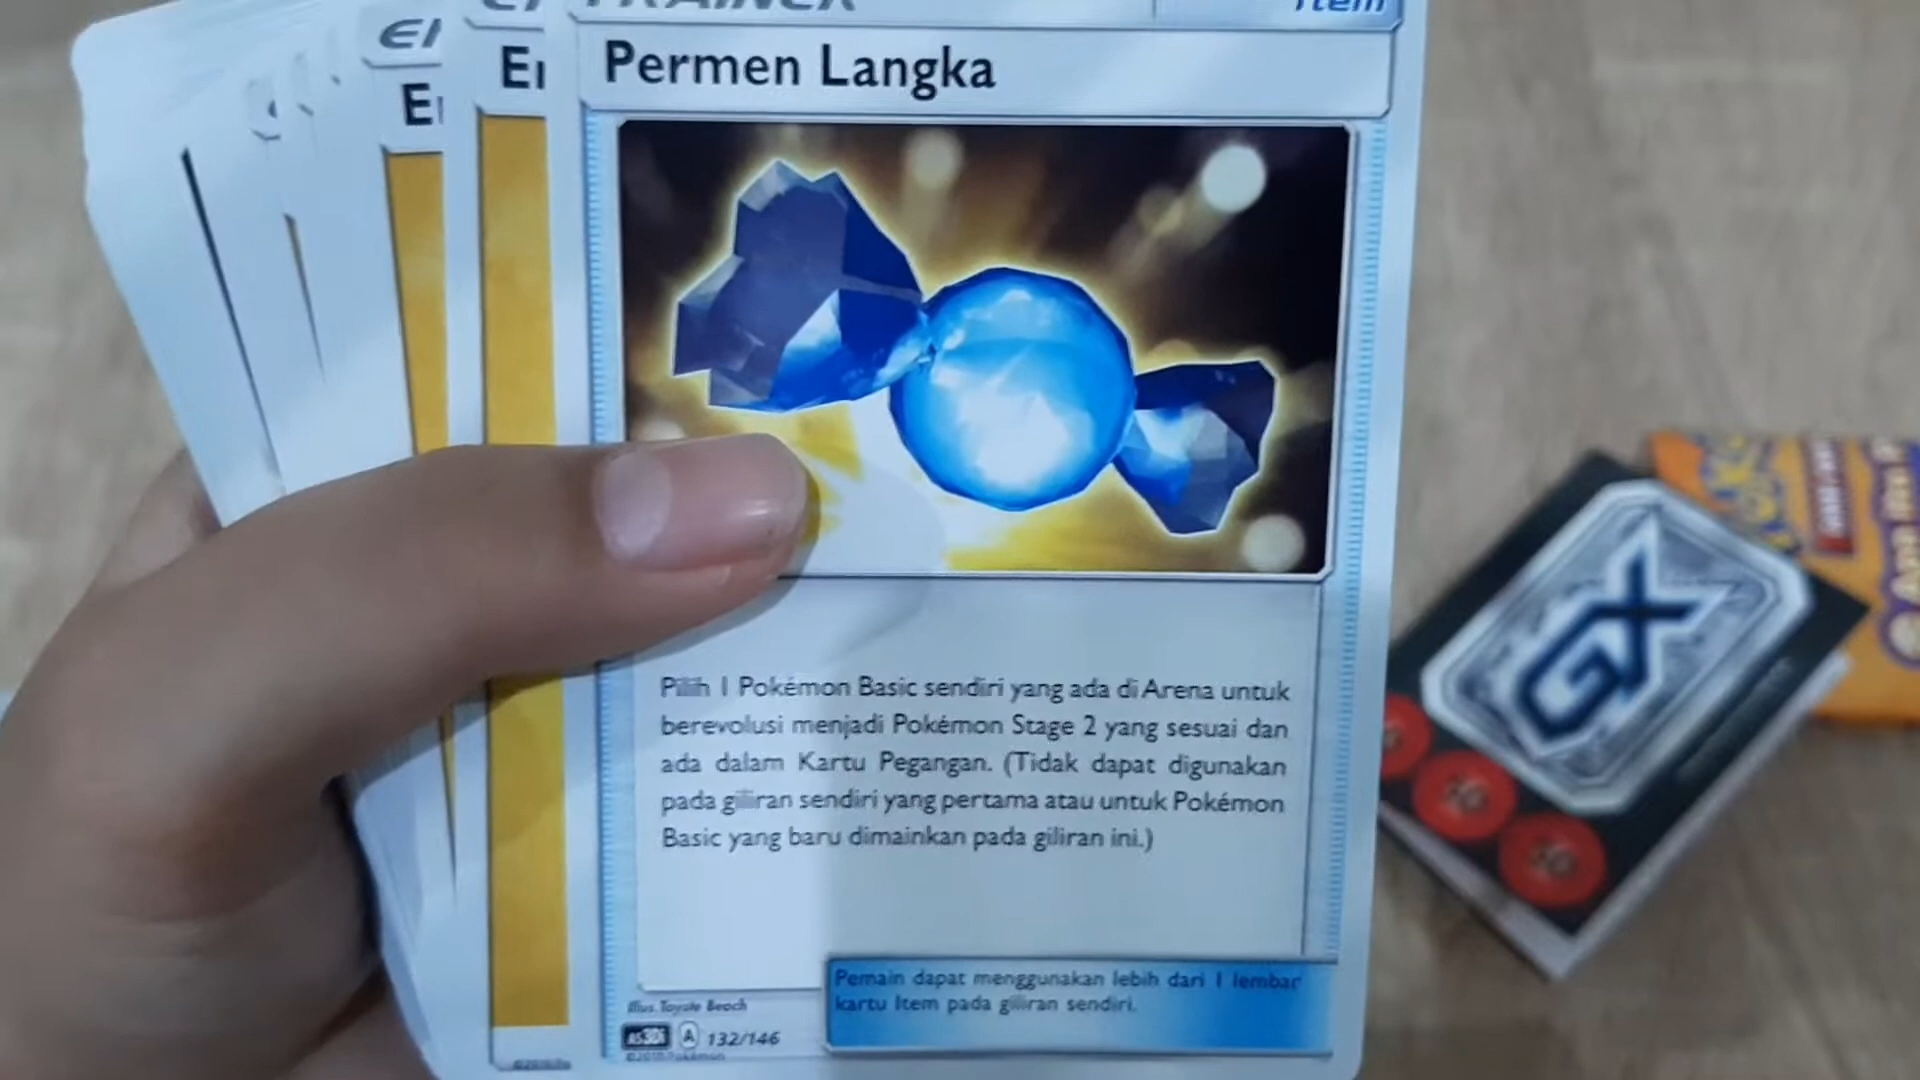 TRAINER
Item
Permen Langka
Pilih 1 Pokémon Basic sendiri yang ada di Arena untuk
berevolusi menjadi Pokémon Stage 2 yang sesuai dan
ada dalam Kartu Pegangan. (Tidak dapat digunakan
pada giliran sendiri yang pertama atau untuk Pokémon
Basic yang baru dimainkan pada giliran ini.)
Pemain dapat menggunakan lebih dari 1 lembar
kartu Item pada giliran sendiri.
Illus. Toyste Beach
A 132/146
GX